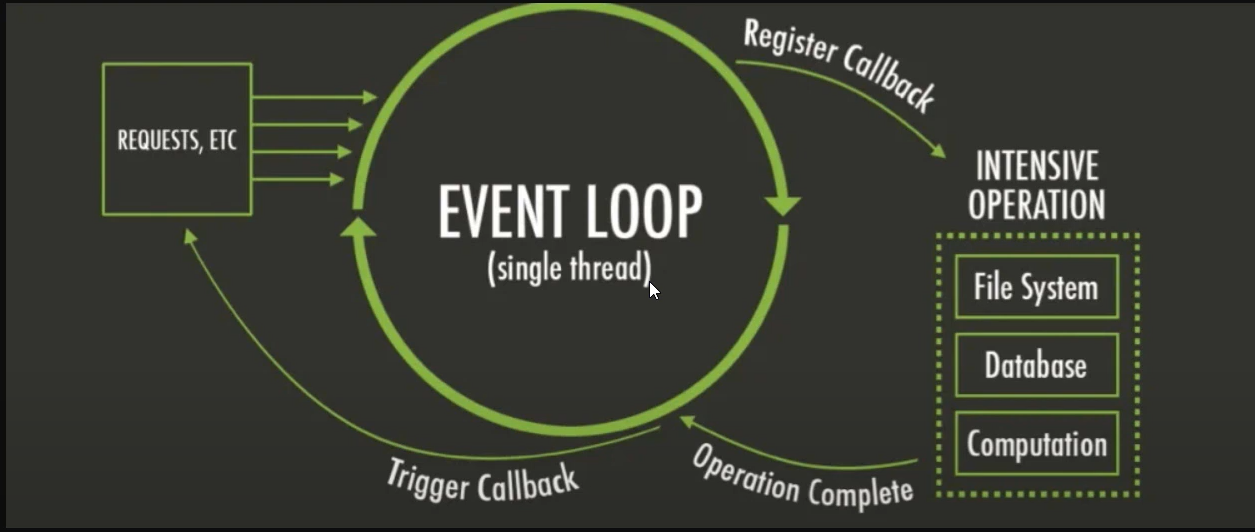 Register Callback
REQUESTS, ETC
EVENT LOOP
(single thread)
INTENSIVE
OPERATION
File System
Database
Computation
Operation Complete
Trigger Callback